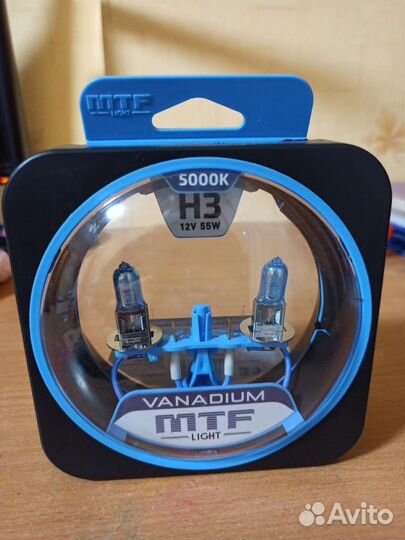 MTF
LIGHT
5000K
H3
12V 55W
VANADIUM
MTF
LIGHT
Avito